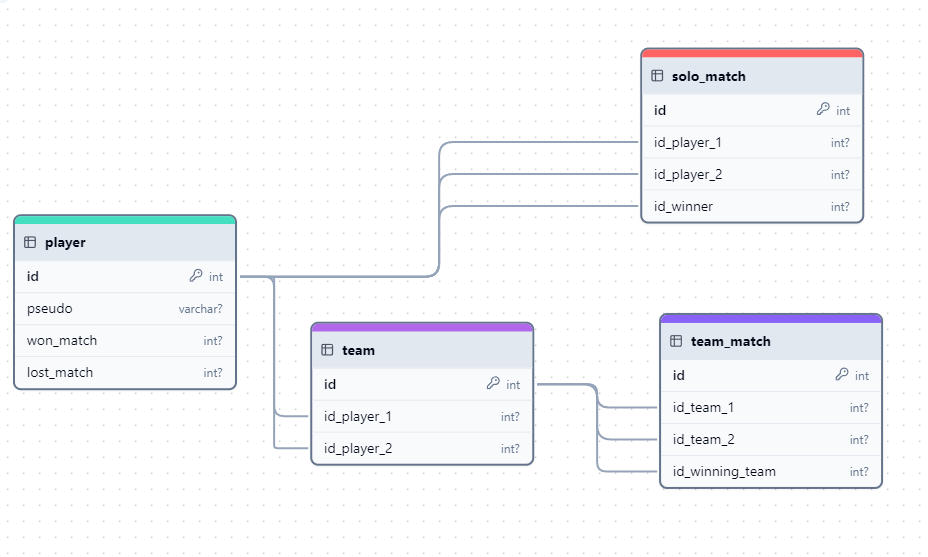 solo_match
id int
id_player_1 int?
id_player_2 int?
id_winner int?
player
id int
pseudo varchar?
won_match int?
lost_match int?
team
id int
id_player_1 int?
id_player_2 int?
team_match
id int
id_team_1 int?
id_team_2 int?
id_winning_team int?